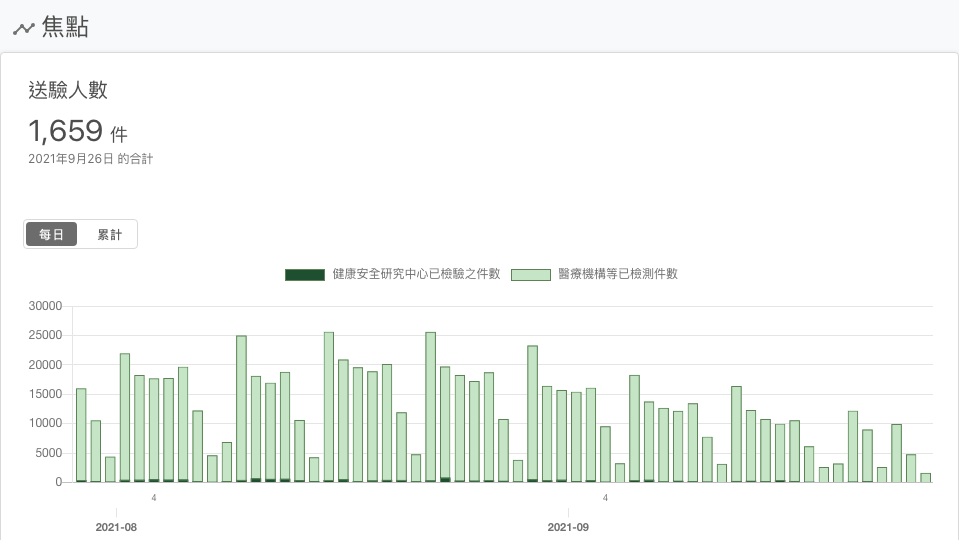 焦點
送驗人數
1,659 件
2021年9月26日 的合計
每日 累計
健康安全研究中心已檢驗之件數 醫療機構等已檢測件數
30000
25000
20000
15000
10000
5000
0
4 4
2021-08 2021-09